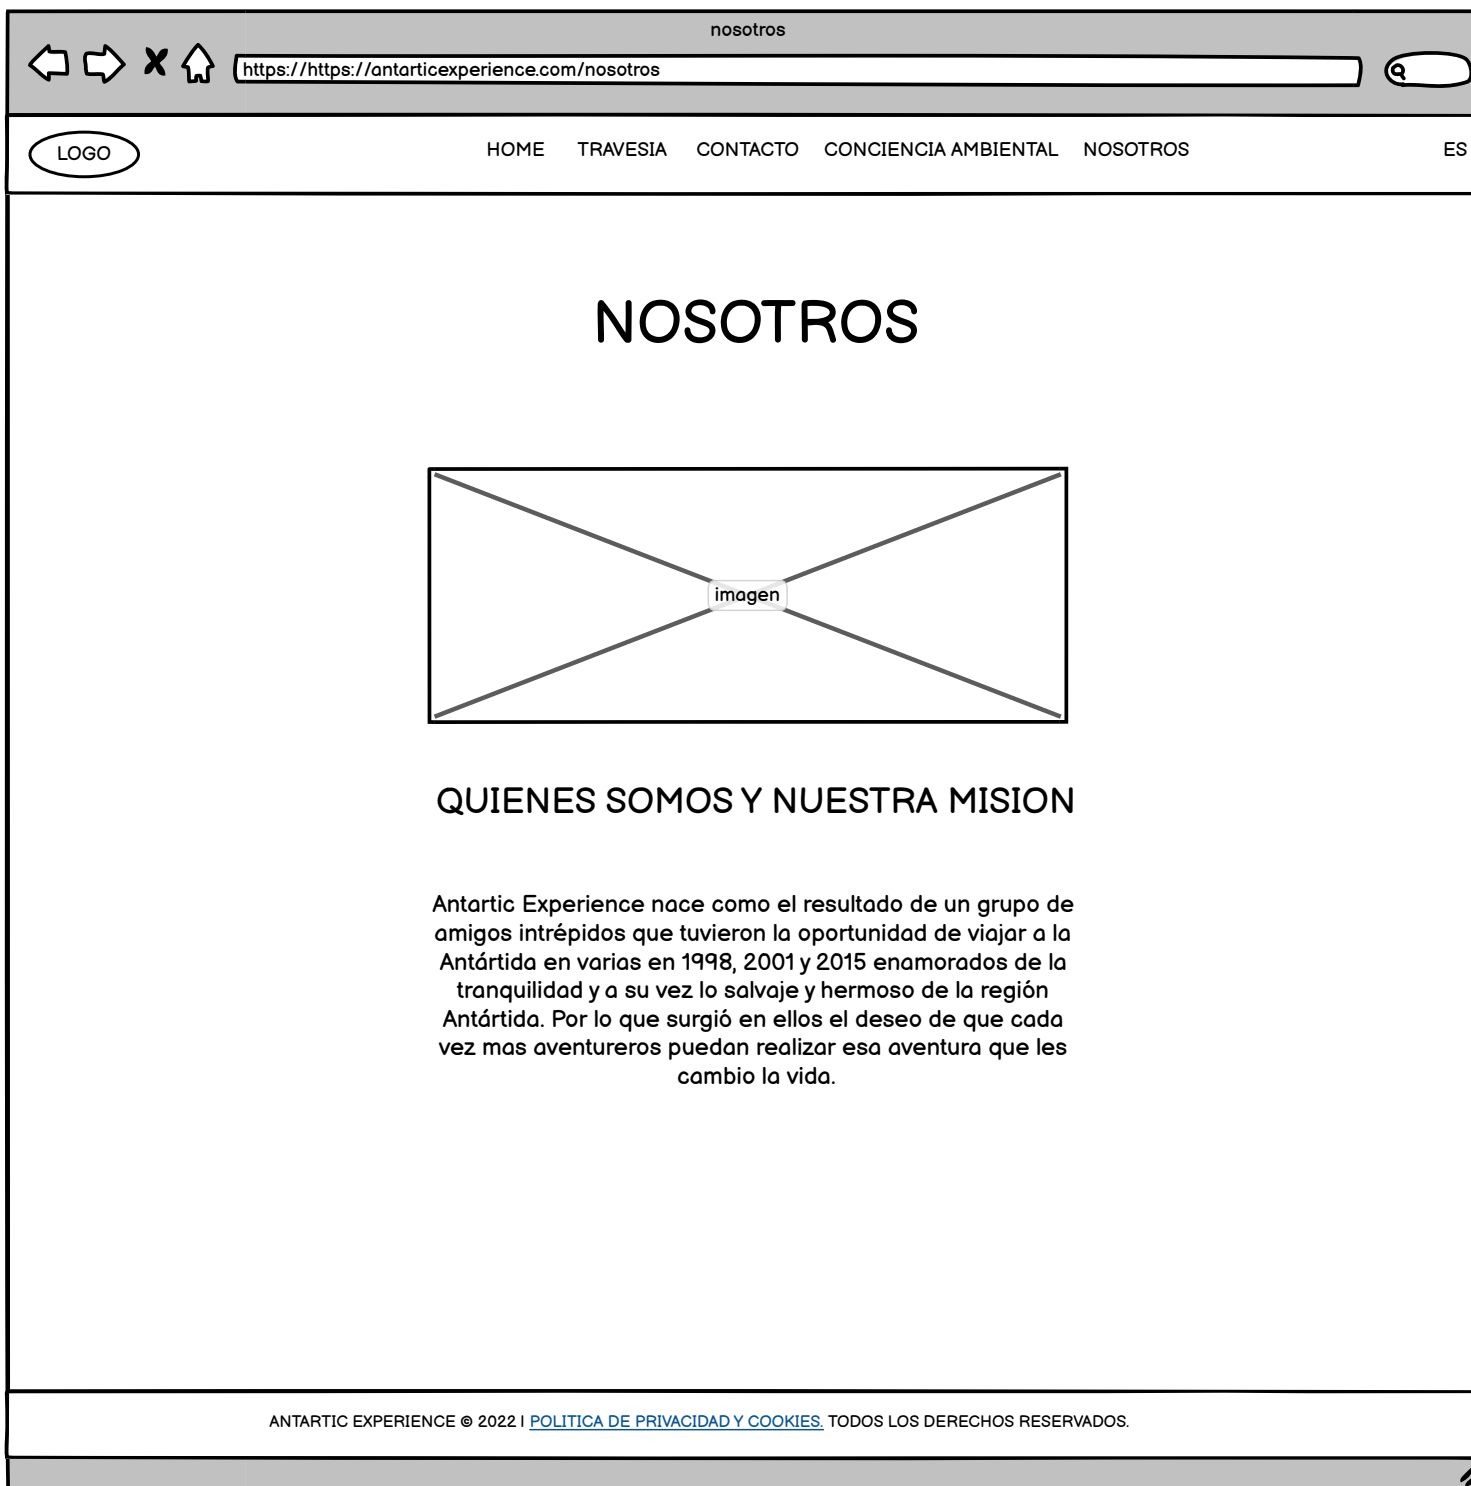 nosotros
https://https://antarticexperience.com/nosotros
LOGO
HOME TRAVESIA CONTACTO CONCIENCIA AMBIENTAL NOSOTROS ES
NOSOTROS
imagen
QUIENES SOMOS Y NUESTRA MISION
Antartic Experience nace como el resultado de un grupo de
amigos intrépidos que tuvieron la oportunidad de viajar a la
Antártida en varias en 1998, 2001 y 2015 enamorados de la
tranquilidad y a su vez lo salvaje y hermoso de la región
Antártida. Por lo que surgió en ellos el deseo de que cada
vez mas aventureros puedan realizar esa aventura que les
cambio la vida.
ANTARTIC EXPERIENCE © 2022 | POLITICA DE PRIVACIDAD Y COOKIES. TODOS LOS DERECHOS RESERVADOS.